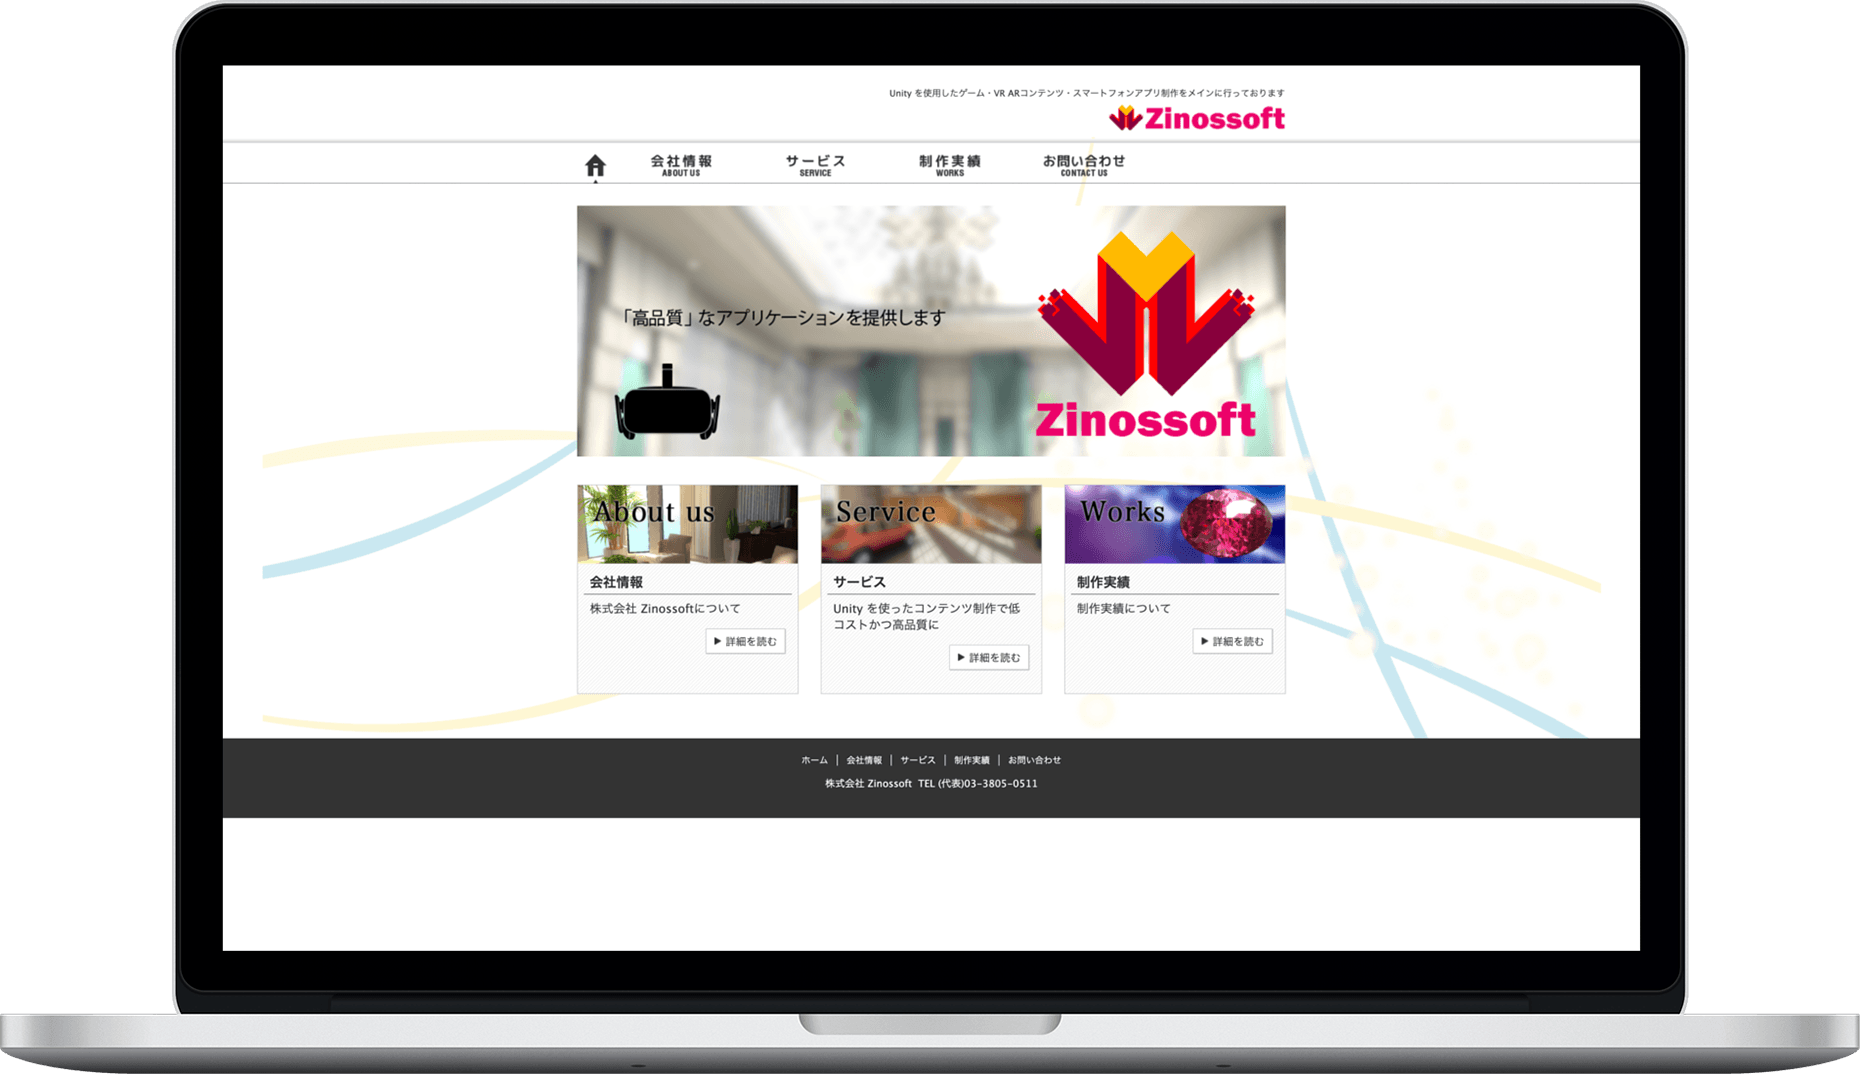 Unity を使用したゲーム・VR ARコンテンツ・スマートフォンアプリ制作をメインに行っております
Zinossoft
会社情報
ABOUT US
サービス
SERVICE
制作実績
WORKS
お問い合わせ
CONTACT US
「高品質」なアプリケーションを提供します
Zinossoft
About us
会社情報
株式会社 Zinossoftについて
▶ 詳細を読む
Service
サービス
Unity を使ったコンテンツ制作で低
コストかつ高品質に
▶ 詳細を読む
Works
制作実績
制作実績について
▶ 詳細を読む
ホーム | 会社情報 | サービス | 制作実績 | お問い合わせ
株式会社 Zinossoft TEL (代表)03-3805-0511